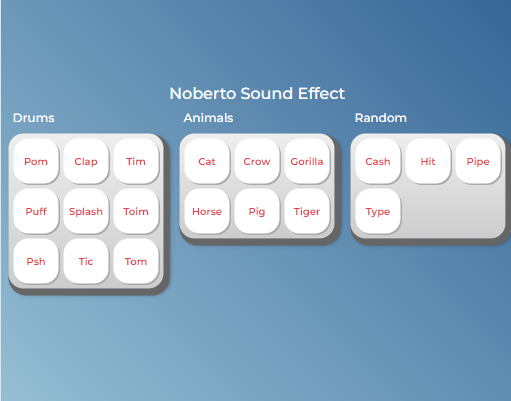 Noberto Sound Effect
Drums
Pom Clap Tim
Puff Splash Toim
Psh Tic Tom
Animals
Cat Crow Gorilla
Horse Pig Tiger
Random
Cash Hit Pipe
Type